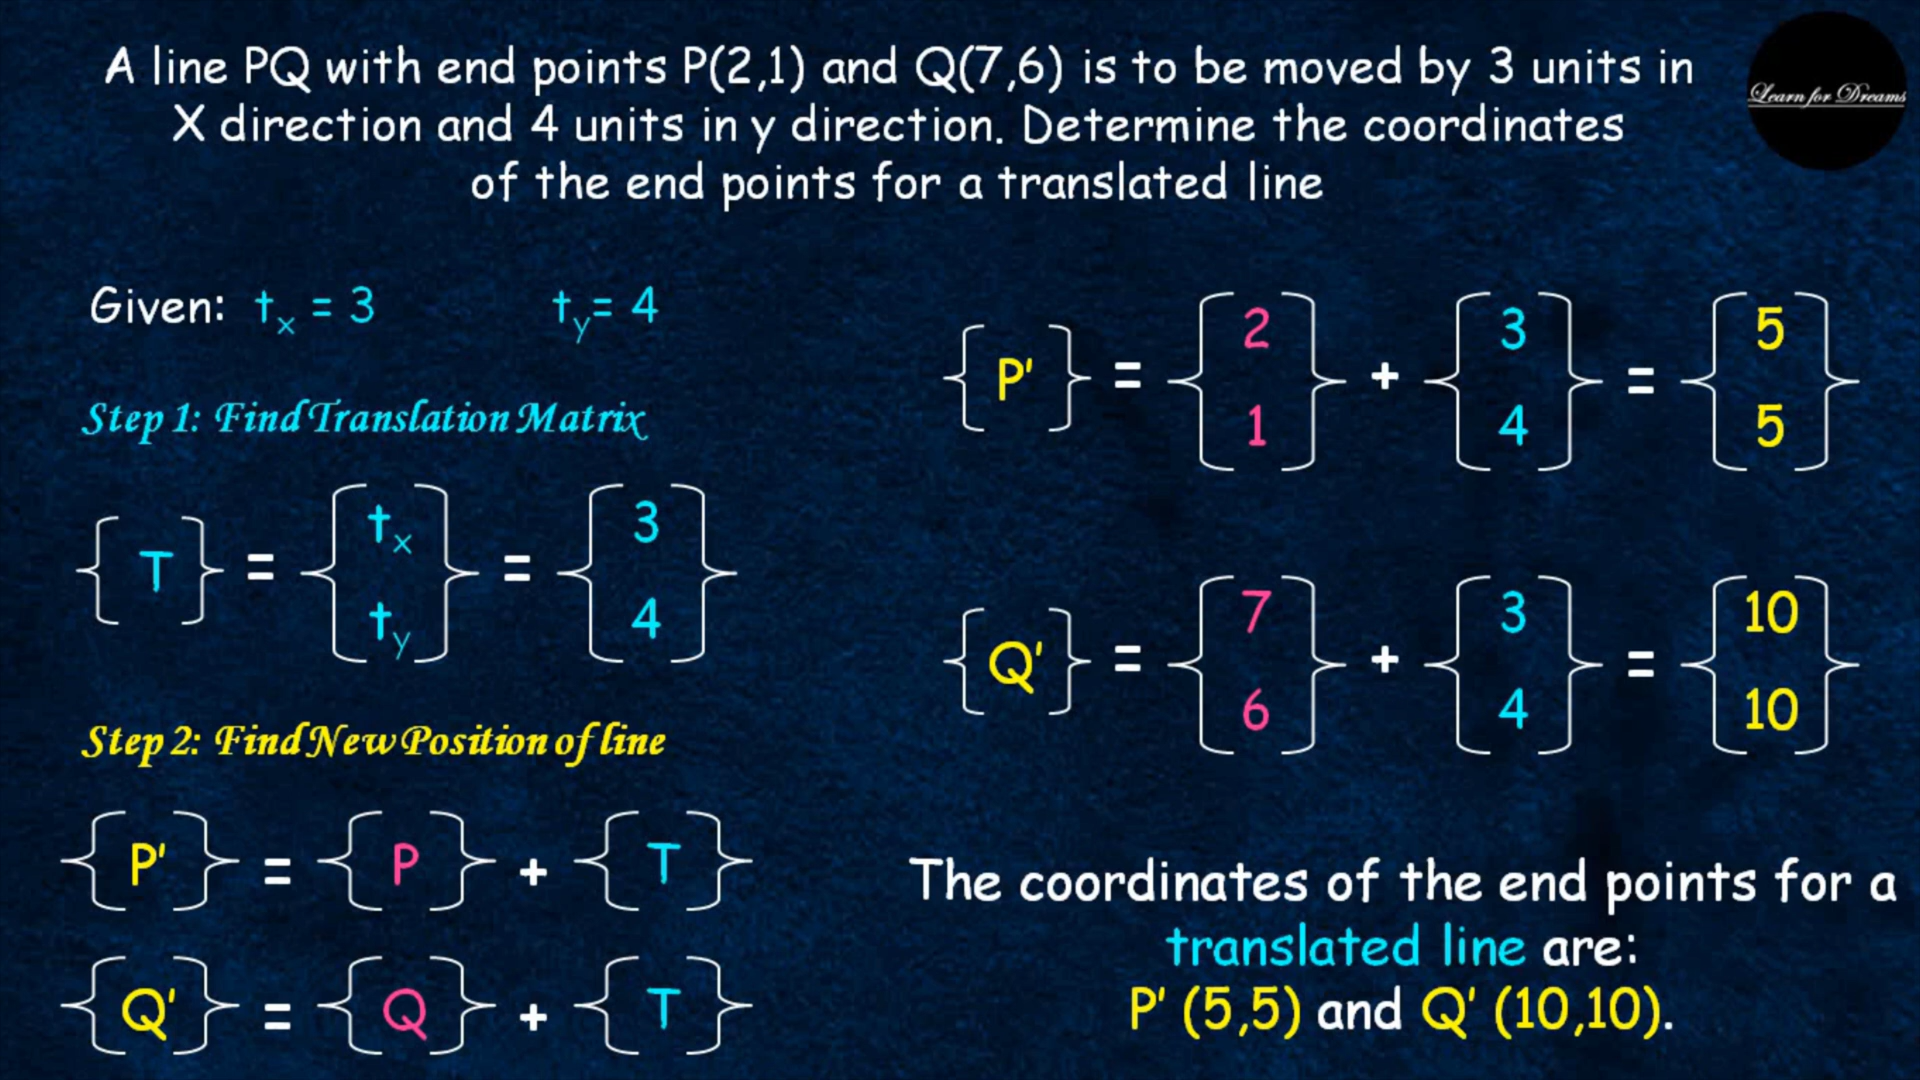 A line PQ with end points P(2,1) and Q(7,6) is to be moved by 3 units in
X direction and 4 units in y direction. Determine the coordinates
of the end points for a translated line
Learn for Dreams
Given: tx = 3 ty= 4
Step 1: Find Translation Matrix
{ T } = { tx ty } = { 3 4 }
Step 2: Find New Position of line
{ P' } = { P } + { T }
{ Q' } = { Q } + { T }
{ P' } = { 2 1 } + { 3 4 } = { 5 5 }
{ Q' } = { 7 6 } + { 3 4 } = { 10 10 }
The coordinates of the end points for a
translated line are:
P' (5,5) and Q' (10,10).